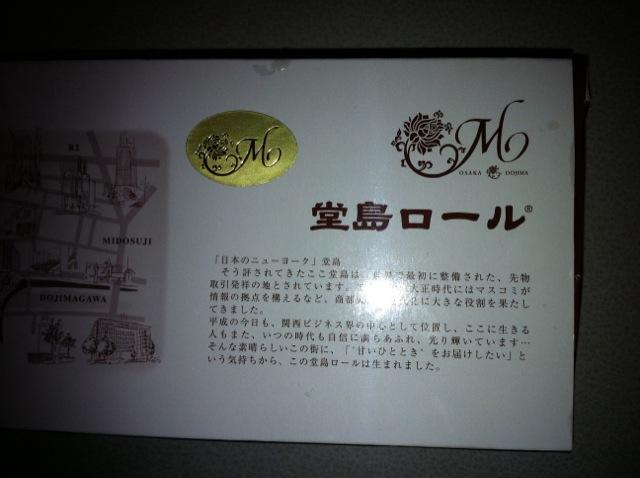 R2
MIDOSUJI
DOJIMAGAWA
M
M
OSAKA DOJIMA
堂島ロール®
「日本のニューヨーク」堂島
そう評されてきたここ堂島は、世界で最初に整備された、先物
取引発祥の地とされています。 大正時代にはマスコミが
情報の拠点を構えるなど、商都 化に大きな役割を果たし
てきました。
平成の今日も、関西ビジネス界の中心として位置し、ここに生きる
人もまた、いつの時代も自信に満ちあふれ、光り輝いています…
そんな素晴らしいこの街に、「"甘いひととき"をお届けしたい」と
いう気持ちから、この堂島ロールは生まれました。